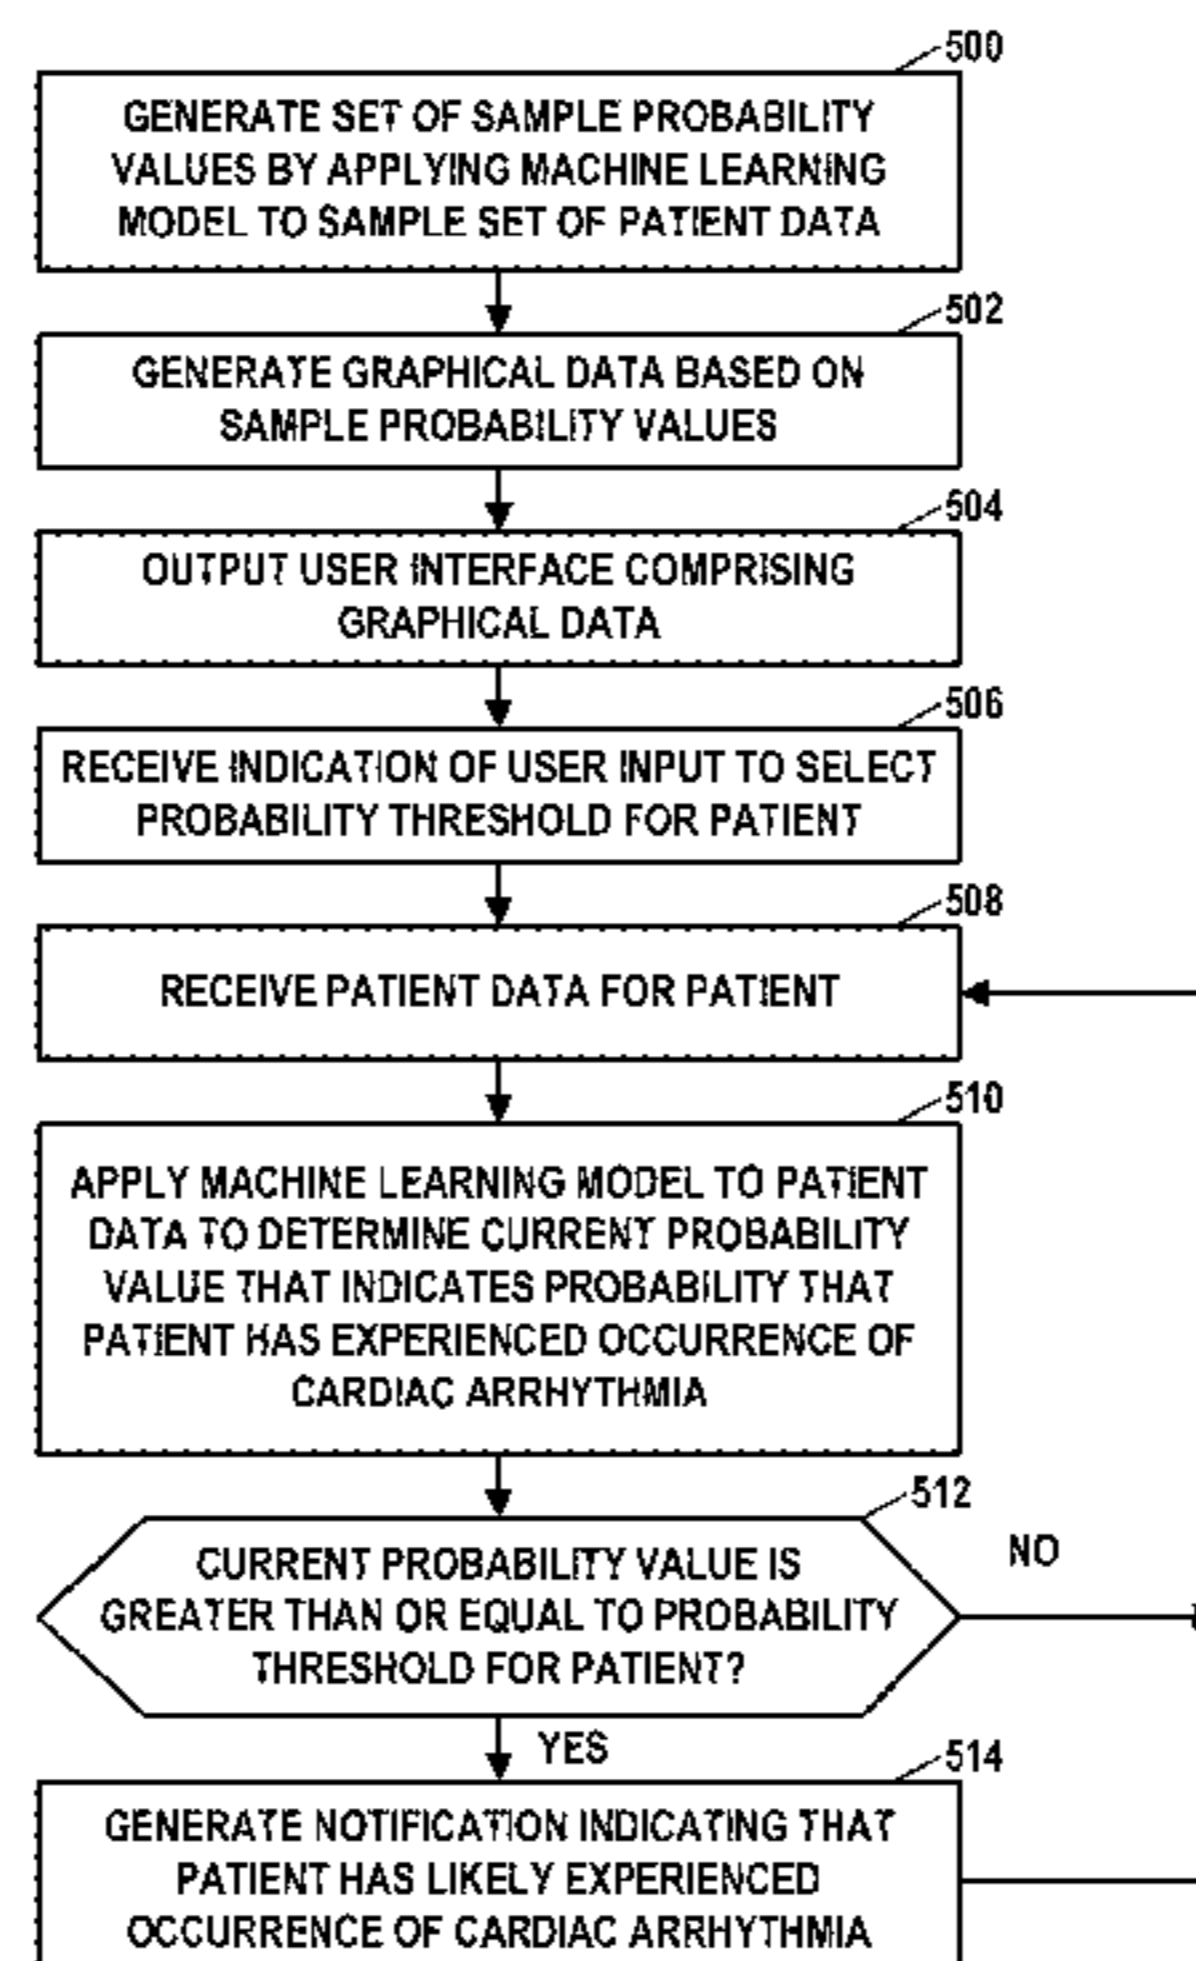 500
GENERATE SET OF SAMPLE PROBABILITY
VALUES BY APPLYING MACHINE LEARNING
MODEL TO SAMPLE SET OF PATIENT DATA
502
GENERATE GRAPHICAL DATA BASED ON
SAMPLE PROBABILITY VALUES
504
OUTPUT USER INTERFACE COMPRISING
GRAPHICAL DATA
506
RECEIVE INDICATION OF USER INPUT TO SELECT
PROBABILITY THRESHOLD FOR PATIENT
508
RECEIVE PATIENT DATA FOR PATIENT
510
APPLY MACHINE LEARNING MODEL TO PATIENT
DATA TO DETERMINE CURRENT PROBABILITY
VALUE THAT INDICATES PROBABILITY THAT
PATIENT HAS EXPERIENCED OCCURRENCE OF
CARDIAC ARRHYTHMIA
512
NO
CURRENT PROBABILITY VALUE IS
GREATER THAN OR EQUAL TO PROBABILITY
THRESHOLD FOR PATIENT?
YES
514
GENERATE NOTIFICATION INDICATING THAT
PATIENT HAS LIKELY EXPERIENCED
OCCURRENCE OF CARDIAC ARRHYTHMIA